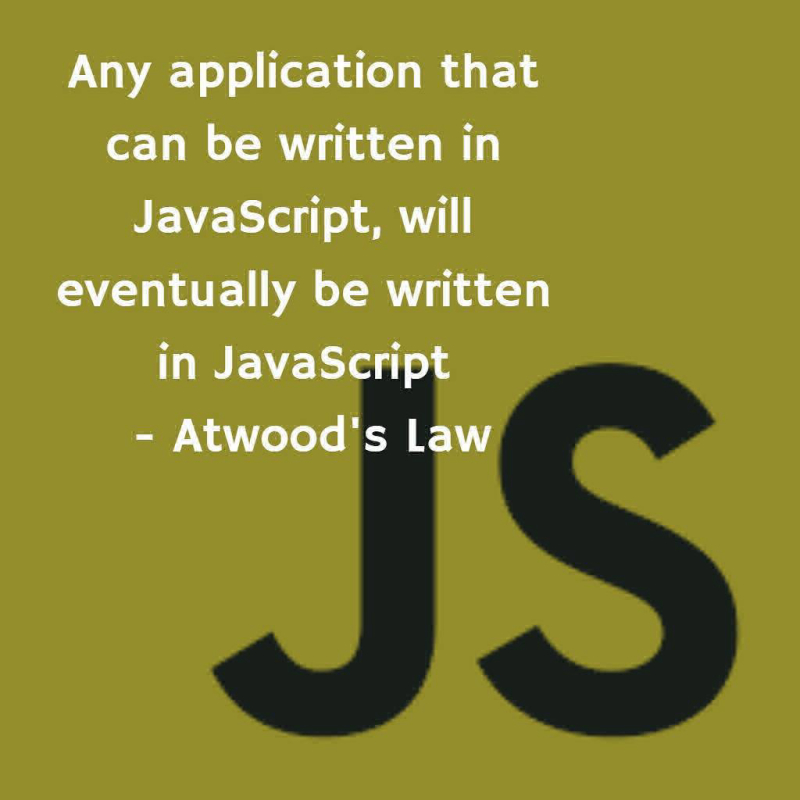 Any application that
can be written in
JavaScript, will
eventually be written
in JavaScript
- Atwood's Law
JS